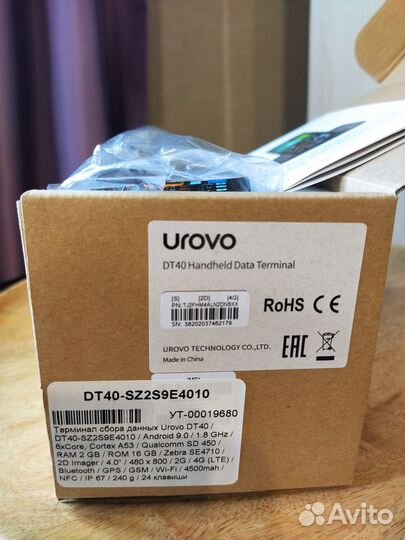 UROVO
DT40 Handheld Data Terminal
[S] [2D] [4G]
PN:TJ2FHM4ALN2DNBXX
SN: 38202037462179
RoHS CE
EAC
UROVO TECHNOLOGY CO.,LTD.
Made in China
DT40-SZ2S9E4010
УТ-00019680
Терминал сбора данных Urovo DT40 /
DT40-SZ2S9E4010 / Android 9.0 / 1.8 GHz /
8xCore, Cortex A53 / Qualcomm SD 450 /
RAM 2 GB / ROM 16 GB / Zebra SE4710 /
2D Imager / 4.0" / 480 x 800 / 2G / 4G (LTE) /
Bluetooth / GPS / GSM / Wi-Fi / 4500mah /
NFC / IP 67 / 240 g / 24 клавиши
Avito